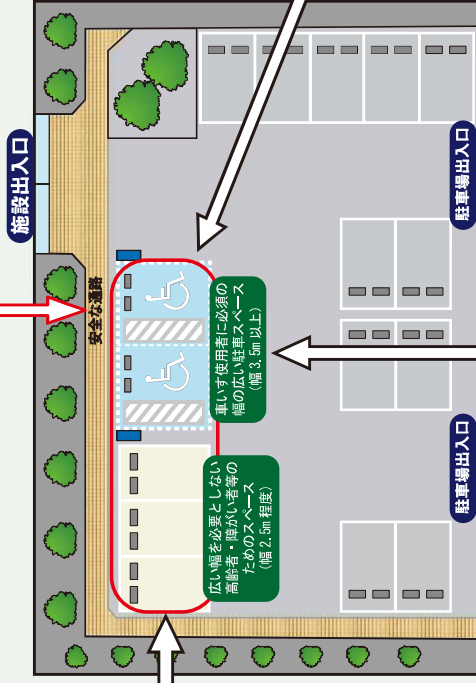 施設出入口
安全な通路
車いす使用者に必須の
幅の広い駐車スペース
（幅 3.5m 以上）
広い幅を必要としない
高齢者・障がい者等の
ためのスペース
（幅 2.5m 程度）
駐車場出入口
駐車場出入口